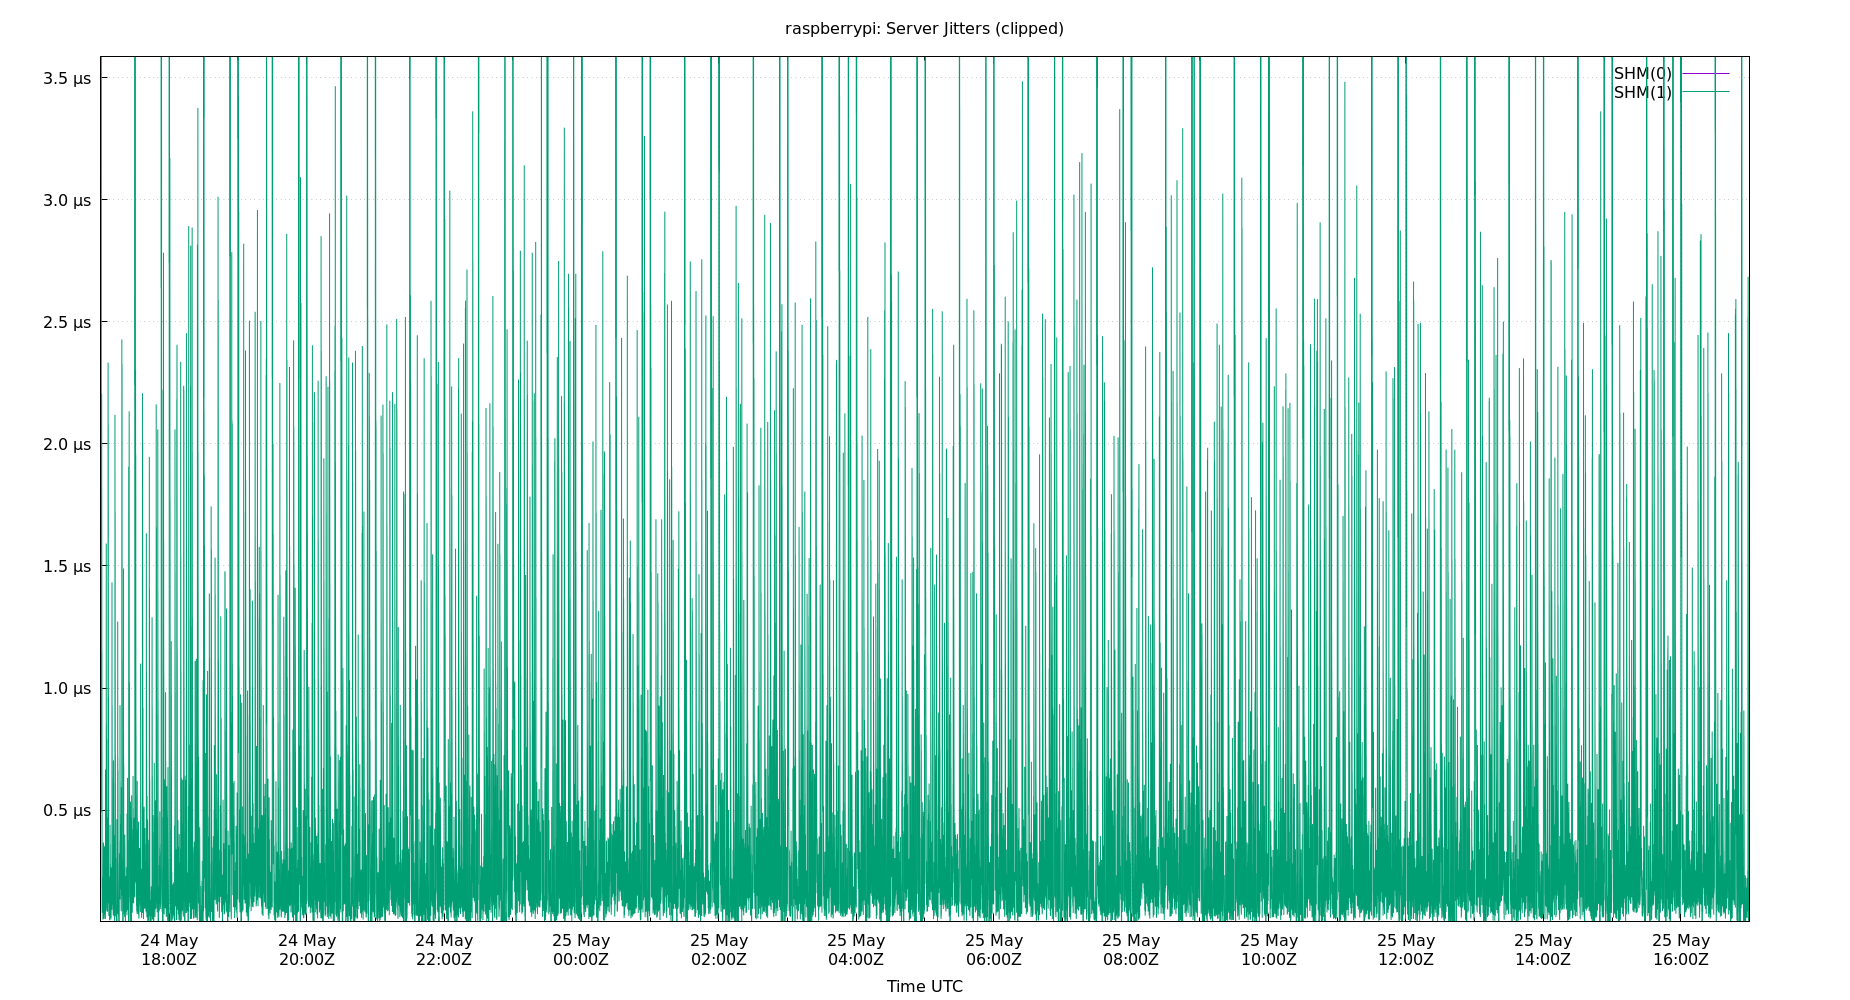 raspberrypi: Server Jitters (clipped)
3.5 µs
3.0 µs
2.5 µs
2.0 µs
1.5 µs
1.0 µs
0.5 µs
SHM(0)
SHM(1)
24 May 24 May 24 May 25 May 25 May 25 May 25 May 25 May 25 May 25 May 25 May 25 May
18:00Z 20:00Z 22:00Z 00:00Z 02:00Z 04:00Z 06:00Z 08:00Z 10:00Z 12:00Z 14:00Z 16:00Z
Time UTC